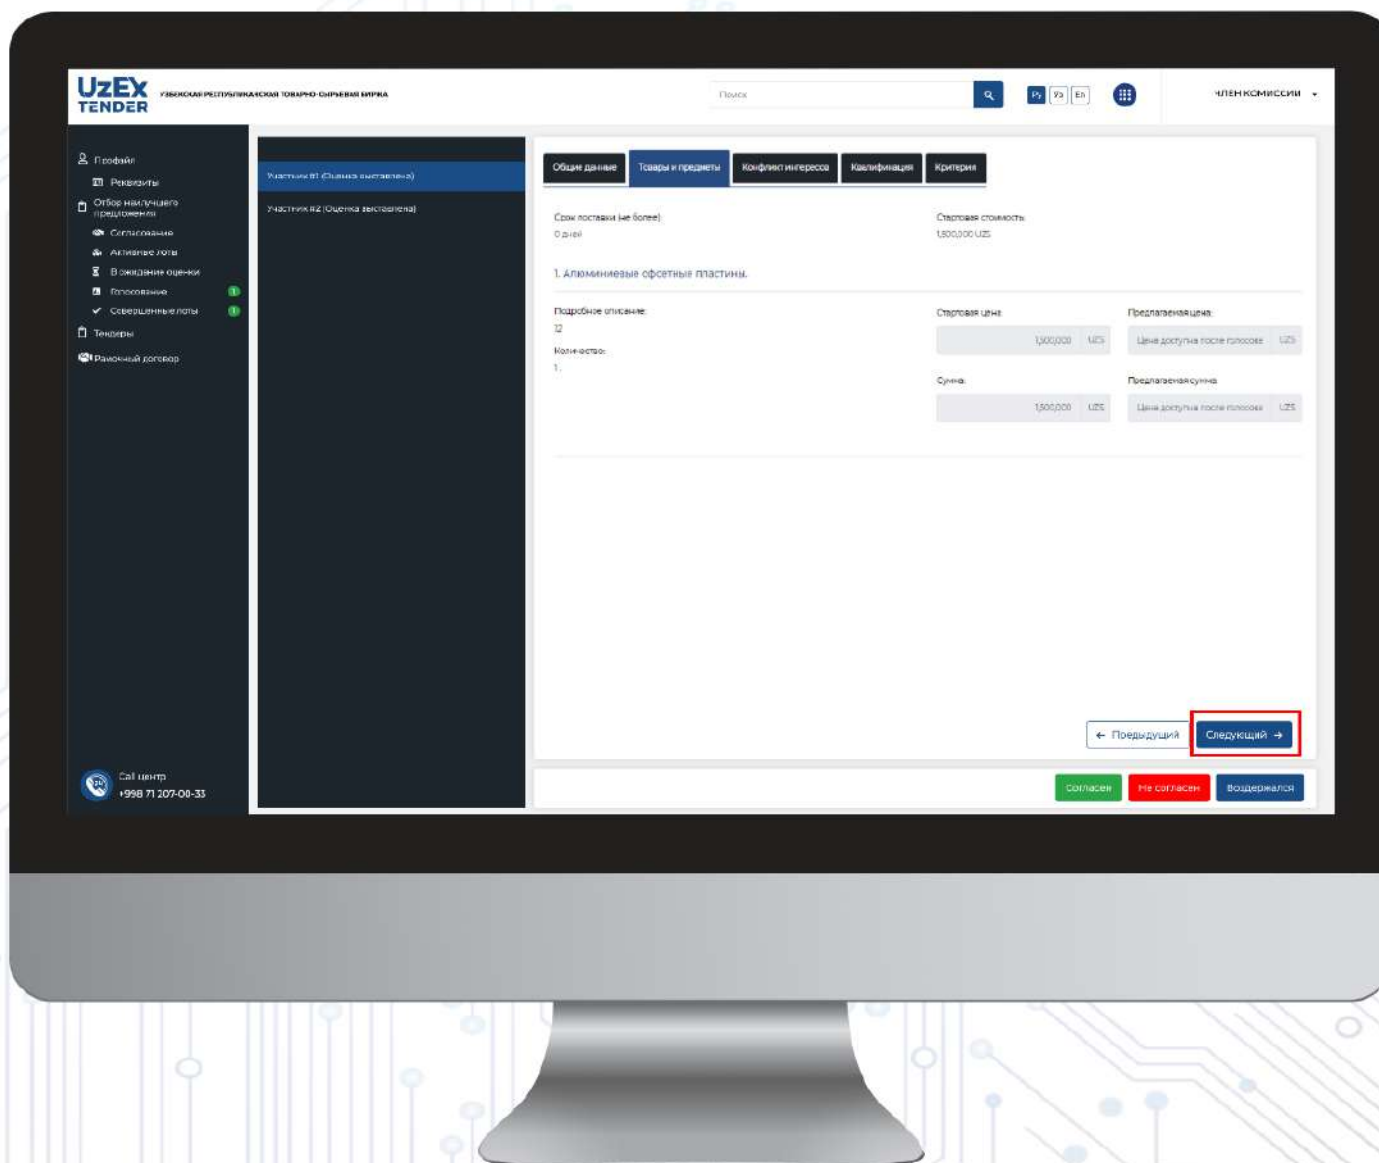 UzEX
TENDER
УЗБЕКСКАЯ РЕСПУБЛИКАНСКАЯ ТОВАРНО-СЫРЬЕВАЯ БИРЖА
Поиск
Ру Уз En
ЧЛЕН КОМИССИИ
Профайл
Реквизиты
Отбор наилучшего
предложения
Согласование
Активные лоты
В ожидание оценки
Голосование 1
Совершенные лоты 1
Тендеры
Рамочный договор
Call центр
+998 71 207-00-33
Участник #1 (Оценка выставлена)
Участник #2 (Оценка выставлена)
Общие данные Товары и предметы Конфликт интересов Квалификация Критерия
Срок поставки (не более): Стартовая стоимость:
0 дней 1,500,000 UZS
1. Алюминиевые офсетные пластины.
Подробное описание: Стартовая цена: Предлагаемая цена:
12 1,500,000 UZS Цена доступна после голосова UZS
Количество:
1 .
Сумма: Предлагаемая сумма:
1,500,000 UZS Цена доступна после голосова UZS
← Предыдущий Следующий →
Согласен Не согласен Воздержался